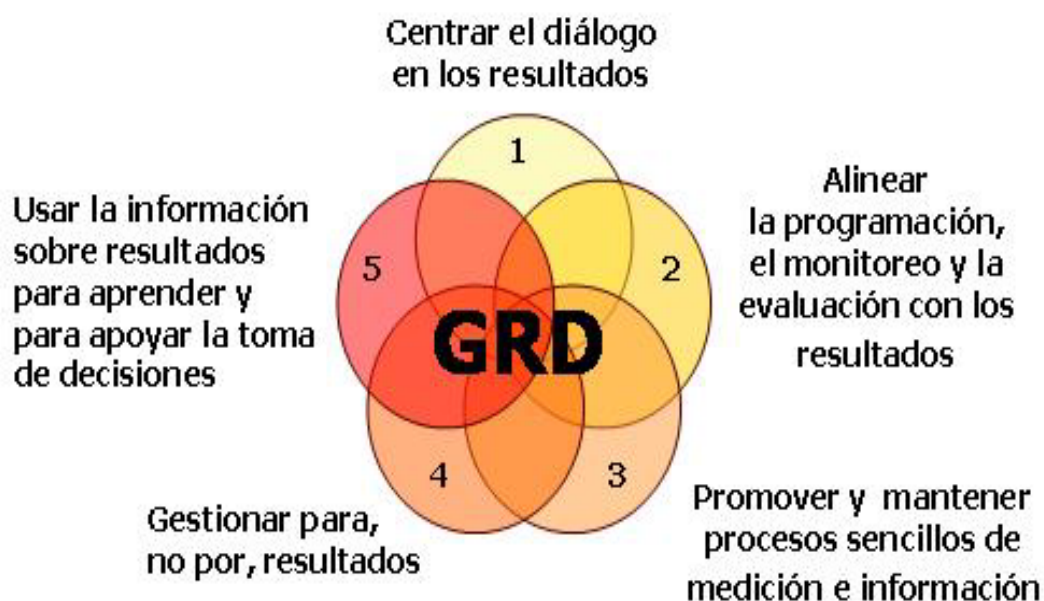 Centrar el diálogo
en los resultados
1
Alinear
la programación,
el monitoreo y la
evaluación con los
resultados
2
Promover y mantener
procesos sencillos de
medición e información
3
Gestionar para,
no por, resultados
4
Usar la información
sobre resultados
para aprender y
para apoyar la toma
de decisiones
5
GRD